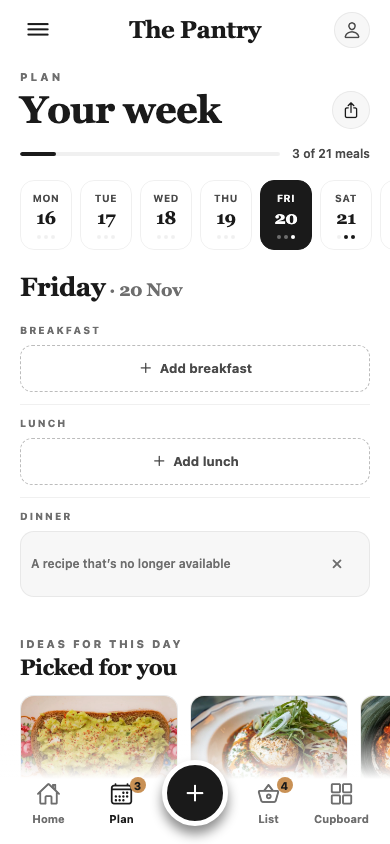 The Pantry
PLAN
Your week
3 of 21 meals
MON TUE WED THU FRI SAT
16 17 18 19 20 21
Friday · 20 Nov
BREAKFAST
+ Add breakfast
LUNCH
+ Add lunch
DINNER
A recipe that's no longer available
IDEAS FOR THIS DAY
Picked for you
3 4
Home Plan List Cupboard